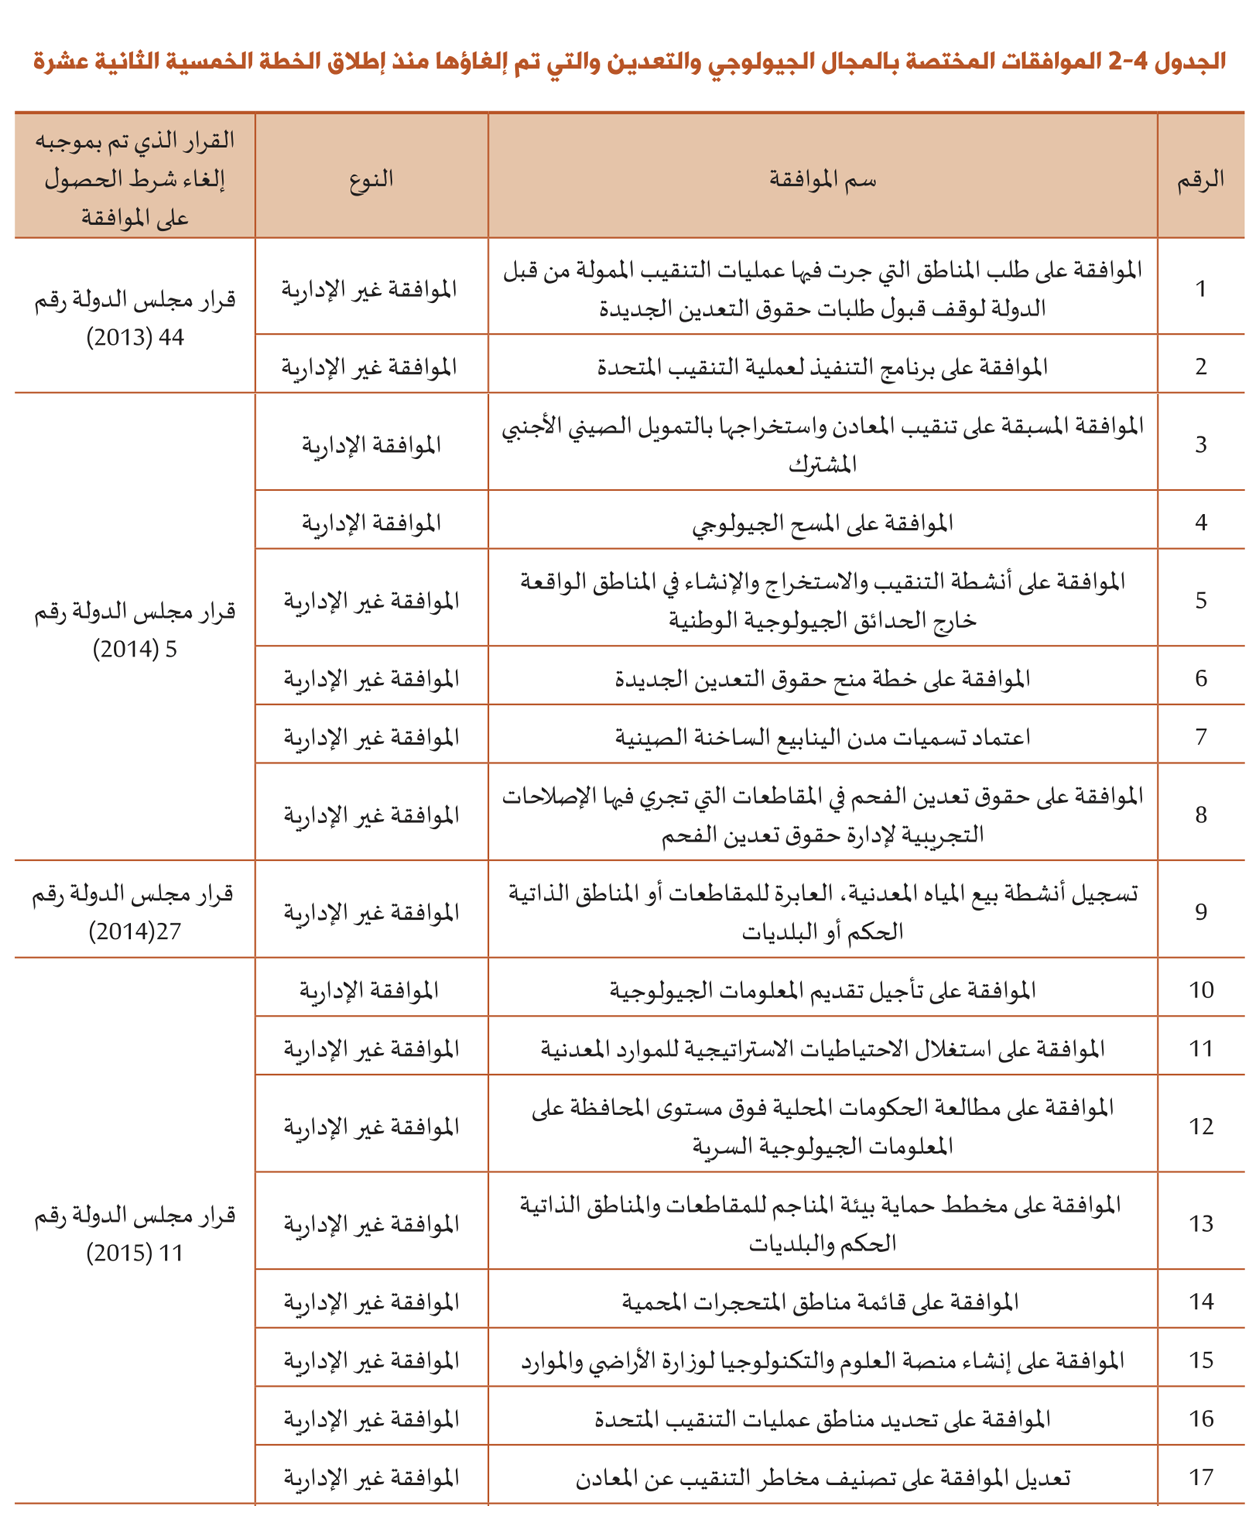 الجدول 4-2 الموافقات المختصة بالمجال الجيولوجي والتعدين والتي تم إلغاؤها منذ إطلاق الخطة الخمسية الثانية عشرة
الرقم
سم الموافقة
النوع
القرار الذي تم بموجبه
إلغاء شرط الحصول
على الموافقة
1
الموافقة على طلب المناطق التي جرت فيها عمليات التنقيب الممولة من قبل
الدولة لوقف قبول طلبات حقوق التعدين الجديدة
الموافقة غير الإدارية
قرار مجلس الدولة رقم
44 (2013)
2
الموافقة على برنامج التنفيذ لعملية التنقيب المتحدة
الموافقة غير الإدارية
3
الموافقة المسبقة على تنقيب المعادن واستخراجها بالتمويل الصيني الأجنبي
المشترك
الموافقة الإدارية
قرار مجلس الدولة رقم
5 (2014)
4
الموافقة على المسح الجيولوجي
الموافقة الإدارية
5
الموافقة على أنشطة التنقيب والاستخراج والإنشاء في المناطق الواقعة
خارج الحدائق الجيولوجية الوطنية
الموافقة غير الإدارية
6
الموافقة على خطة منح حقوق التعدين الجديدة
الموافقة غير الإدارية
7
اعتماد تسميات مدن الينابيع الساخنة الصينية
الموافقة غير الإدارية
8
الموافقة على حقوق تعدين الفحم في المقاطعات التي تجري فيها الإصلاحات
التجريبية لإدارة حقوق تعدين الفحم
الموافقة غير الإدارية
9
تسجيل أنشطة بيع المياه المعدنية، العابرة للمقاطعات أو المناطق الذاتية
الحكم أو البلديات
الموافقة غير الإدارية
قرار مجلس الدولة رقم
27(2014)
10
الموافقة على تأجيل تقديم المعلومات الجيولوجية
الموافقة الإدارية
قرار مجلس الدولة رقم
11 (2015)
11
الموافقة على استغلال الاحتياطيات الاستراتيجية للموارد المعدنية
الموافقة غير الإدارية
12
الموافقة على مطالعة الحكومات المحلية فوق مستوى المحافظة على
المعلومات الجيولوجية السرية
الموافقة غير الإدارية
13
الموافقة على مخطط حماية بيئة المناجم للمقاطعات والمناطق الذاتية
الحكم والبلديات
الموافقة غير الإدارية
14
الموافقة على قائمة مناطق المتحجرات المحمية
الموافقة غير الإدارية
15
الموافقة على إنشاء منصة العلوم والتكنولوجيا لوزارة الأراضي والموارد
الموافقة غير الإدارية
16
الموافقة على تحديد مناطق عمليات التنقيب المتحدة
الموافقة غير الإدارية
17
تعديل الموافقة على تصنيف مخاطر التنقيب عن المعادن
الموافقة غير الإدارية